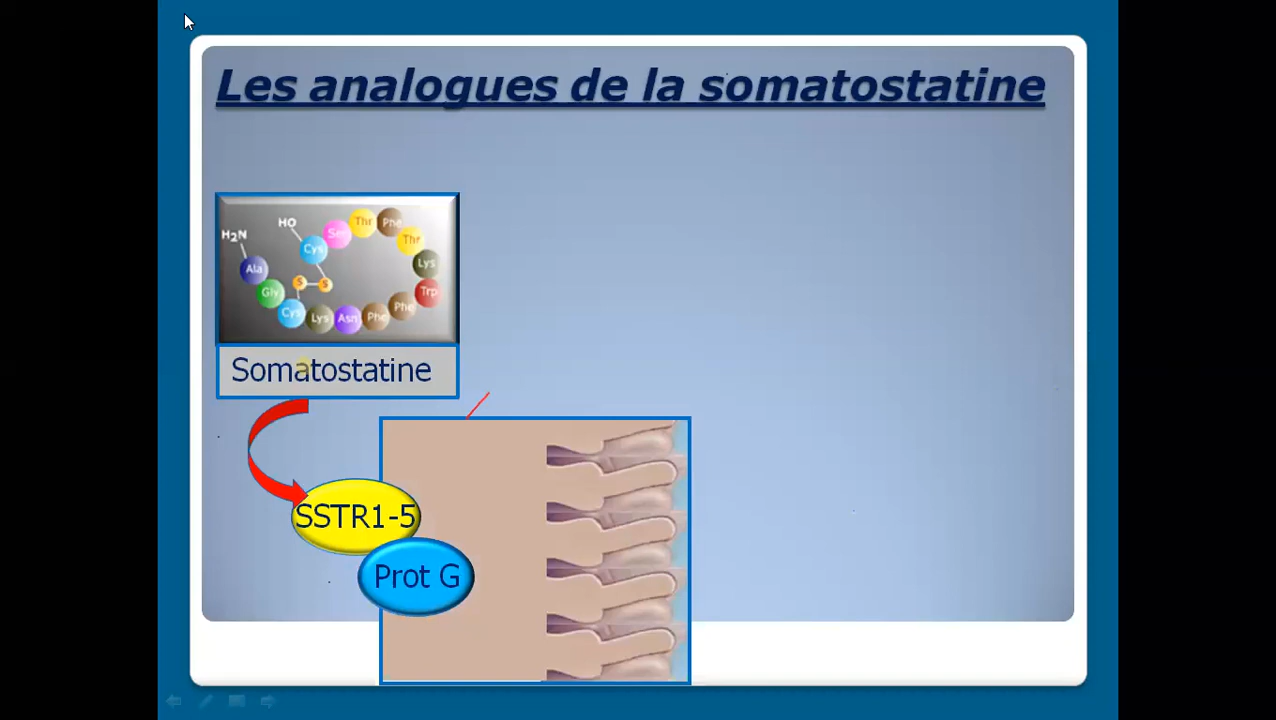 Les analogues de la somatostatine
HO
H2N
Ser
Thr
Phe
Cys
Thr
Lys
Ala
S
S
Gly
Trp
Cys
Lys
Asn
Phe
Phe
Somatostatine
SSTR1-5
Prot G